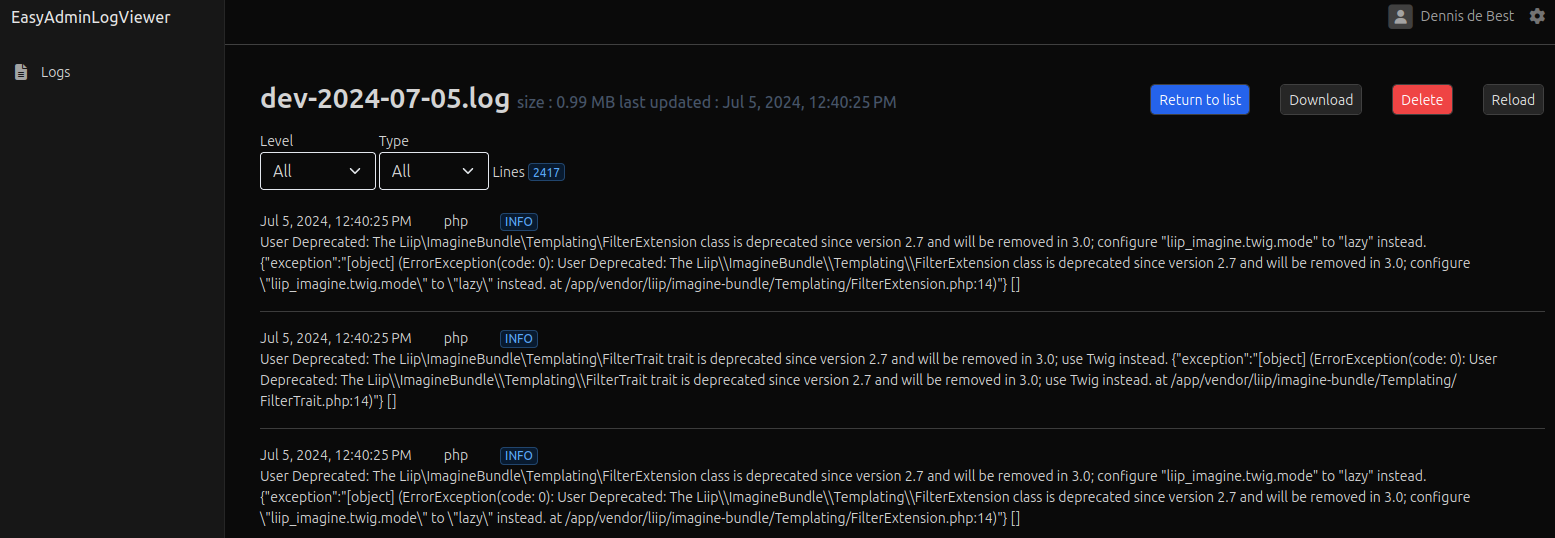 EasyAdminLogViewer
Dennis de Best
Logs
dev-2024-07-05.log size : 0.99 MB last updated : Jul 5, 2024, 12:40:25 PM
Return to list Download Delete Reload
Level Type
All All Lines 2417
Jul 5, 2024, 12:40:25 PM php INFO
User Deprecated: The Liip\ImagineBundle\Templating\FilterExtension class is deprecated since version 2.7 and will be removed in 3.0; configure "liip_imagine.twig.mode" to "lazy" instead.
{"exception":"[object] (ErrorException(code: 0): User Deprecated: The Liip\\ImagineBundle\\Templating\\FilterExtension class is deprecated since version 2.7 and will be removed in 3.0; configure
\"liip_imagine.twig.mode\" to \"lazy\" instead. at /app/vendor/liip/imagine-bundle/Templating/FilterExtension.php:14)"} []
Jul 5, 2024, 12:40:25 PM php INFO
User Deprecated: The Liip\ImagineBundle\Templating\FilterTrait trait is deprecated since version 2.7 and will be removed in 3.0; use Twig instead. {"exception":"[object] (ErrorException(code: 0): User
Deprecated: The Liip\\ImagineBundle\\Templating\\FilterTrait trait is deprecated since version 2.7 and will be removed in 3.0; use Twig instead. at /app/vendor/liip/imagine-bundle/Templating/
FilterTrait.php:14)"} []
Jul 5, 2024, 12:40:25 PM php INFO
User Deprecated: The Liip\ImagineBundle\Templating\FilterExtension class is deprecated since version 2.7 and will be removed in 3.0; configure "liip_imagine.twig.mode" to "lazy" instead.
{"exception":"[object] (ErrorException(code: 0): User Deprecated: The Liip\\ImagineBundle\\Templating\\FilterExtension class is deprecated since version 2.7 and will be removed in 3.0; configure
\"liip_imagine.twig.mode\" to \"lazy\" instead. at /app/vendor/liip/imagine-bundle/Templating/FilterExtension.php:14)"} []